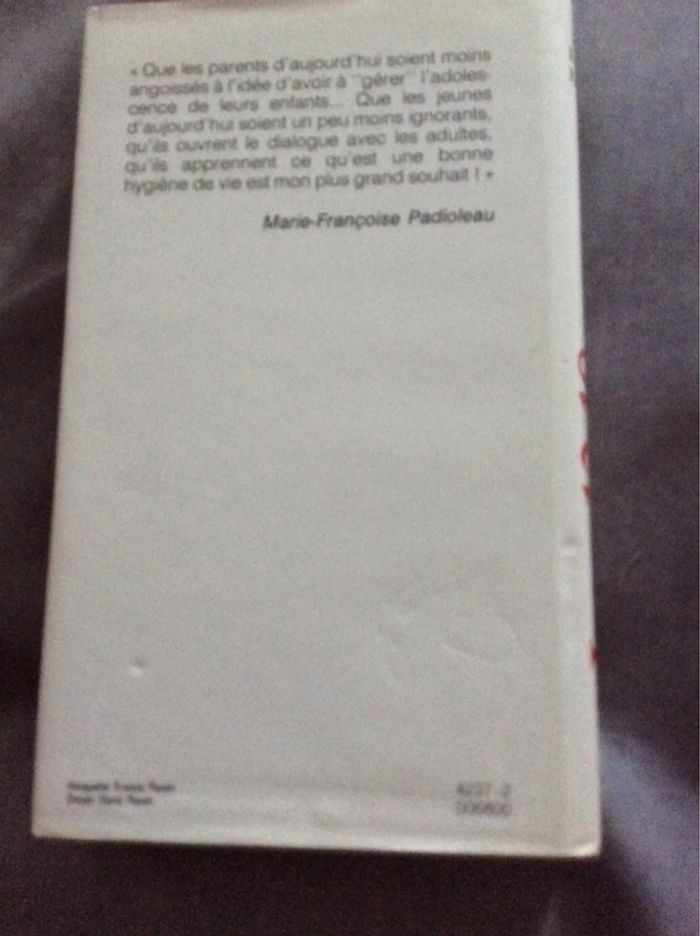 « Que les parents d'aujourd'hui soient moins
angoissés à l'idée d'avoir à "gérer" l'adoles-
cence de leurs enfants... Que les jeunes
d'aujourd'hui soient un peu moins ignorants,
qu'ils ouvrent le dialogue avec les adultes,
qu'ils apprennent ce qu'est une bonne
hygiène de vie est mon plus grand souhait ! »
Marie-Françoise Padioleau